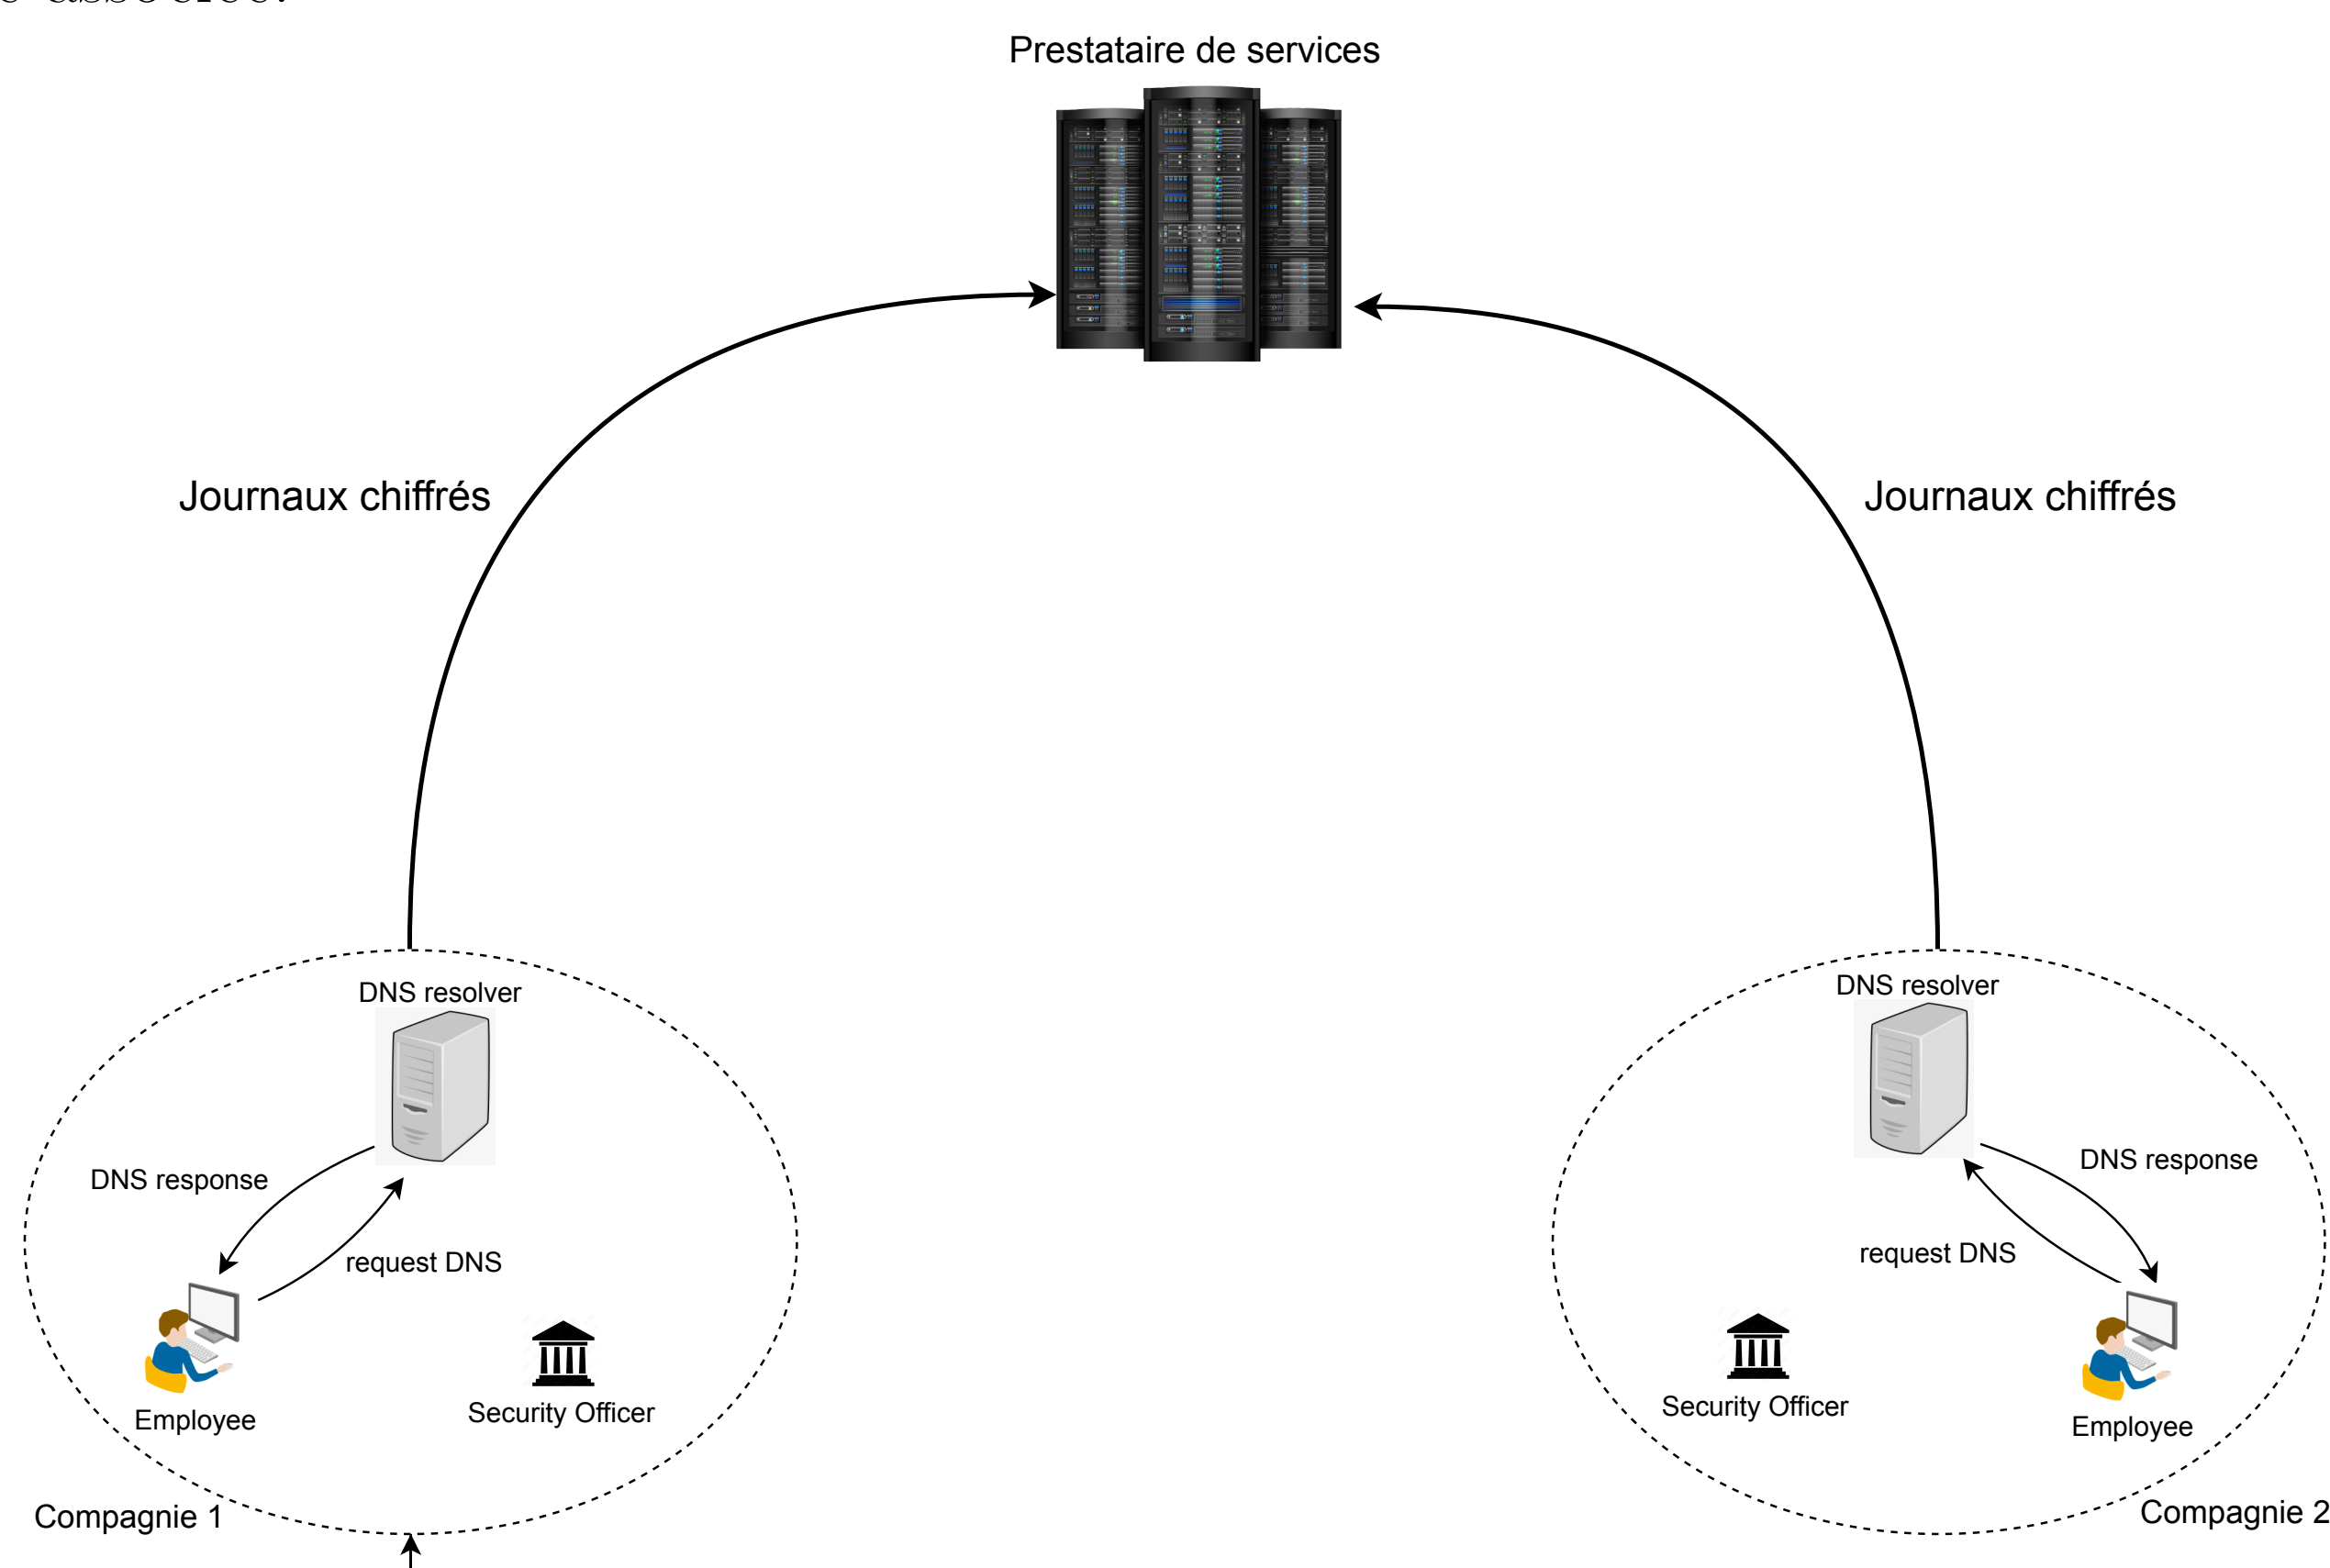 Prestataire de services
Journaux chiffrés
Journaux chiffrés
DNS resolver
DNS response
request DNS
Employee
Security Officer
Compagnie 1
DNS resolver
DNS response
request DNS
Security Officer
Employee
Compagnie 2